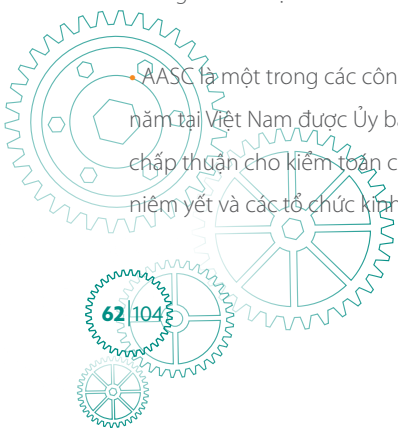 AASC là một trong các côn
năm tại Việt Nam được Ủy b
chấp thuận cho kiểm toán c
niêm yết và các tổ chức kinh
62|104